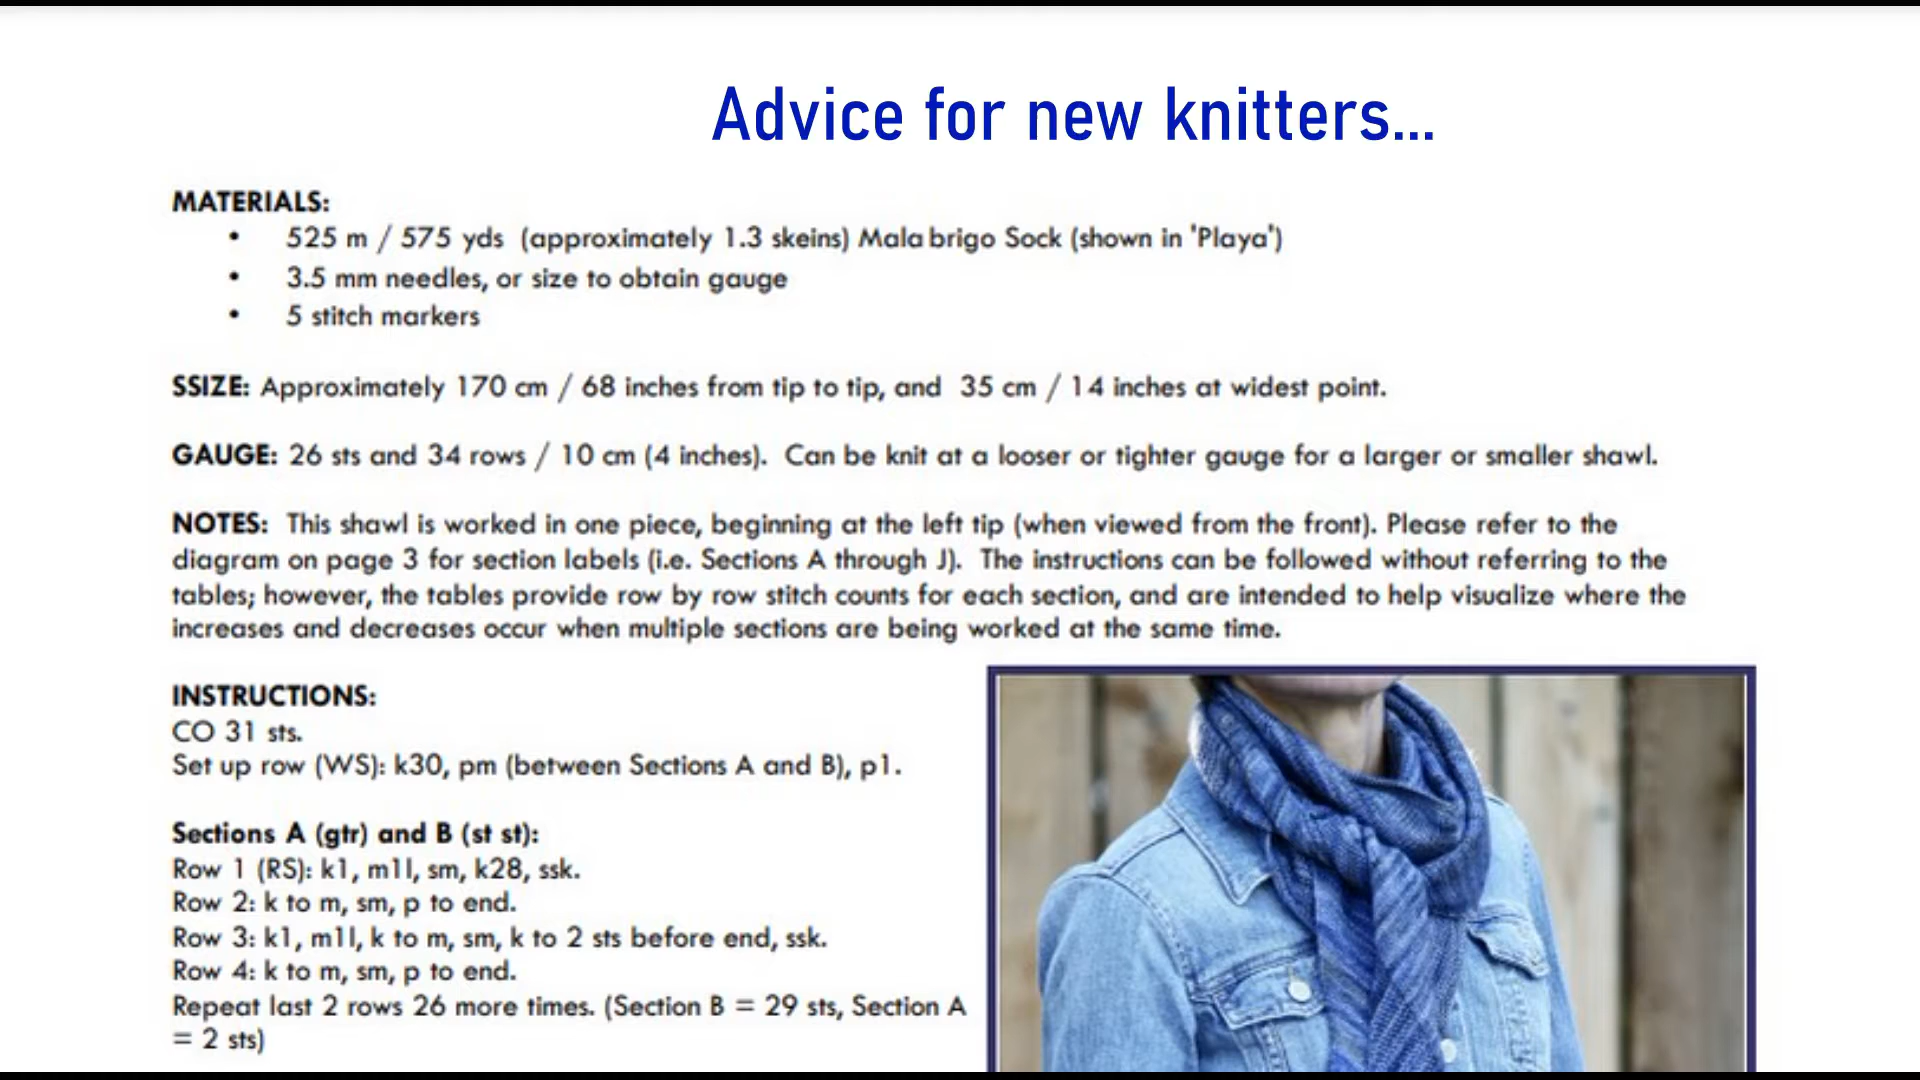 Advice for new knitters...
MATERIALS:
• 525 m / 575 yds (approximately 1.3 skeins) Malabrigo Sock (shown in 'Playa')
• 3.5 mm needles, or size to obtain gauge
• 5 stitch markers
SSIZE: Approximately 170 cm / 68 inches from tip to tip, and 35 cm / 14 inches at widest point.
GAUGE: 26 sts and 34 rows / 10 cm (4 inches). Can be knit at a looser or tighter gauge for a larger or smaller shawl.
NOTES: This shawl is worked in one piece, beginning at the left tip (when viewed from the front). Please refer to the
diagram on page 3 for section labels (i.e. Sections A through J). The instructions can be followed without referring to the
tables; however, the tables provide row by row stitch counts for each section, and are intended to help visualize where the
increases and decreases occur when multiple sections are being worked at the same time.
INSTRUCTIONS:
CO 31 sts.
Set up row (WS): k30, pm (between Sections A and B), p1.
Sections A (gtr) and B (st st):
Row 1 (RS): k1, m1l, sm, k28, ssk.
Row 2: k to m, sm, p to end.
Row 3: k1, m1l, k to m, sm, k to 2 sts before end, ssk.
Row 4: k to m, sm, p to end.
Repeat last 2 rows 26 more times. (Section B = 29 sts, Section A
= 2 sts)